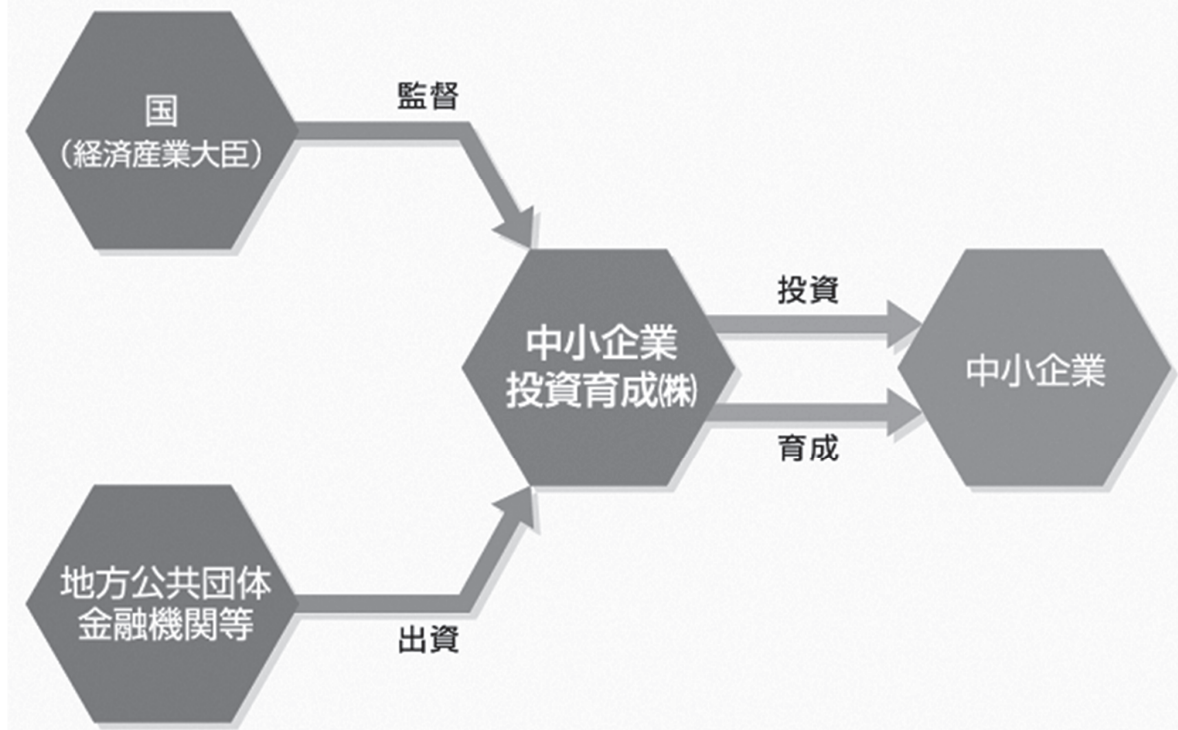 国
（経済産業大臣）
監督
中小企業
投資育成㈱
投資
育成
中小企業
地方公共団体
金融機関等
出資